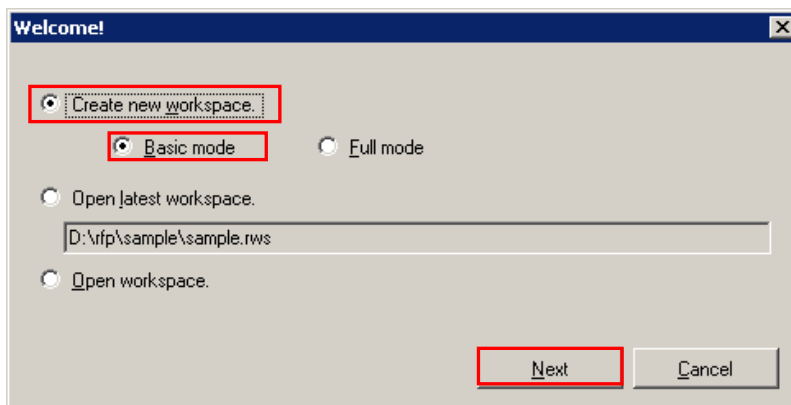 Welcome!
Create new workspace.
Basic mode Full mode
Open latest workspace.
D:\rfp\sample\sample.rws
Open workspace.
Next Cancel